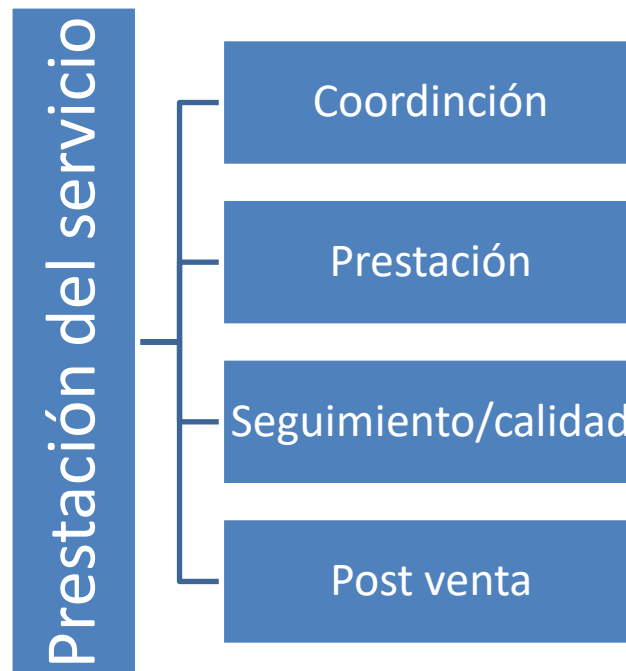 Prestación del servicio
Coordinción
Prestación
Seguimiento/calidad
Post venta